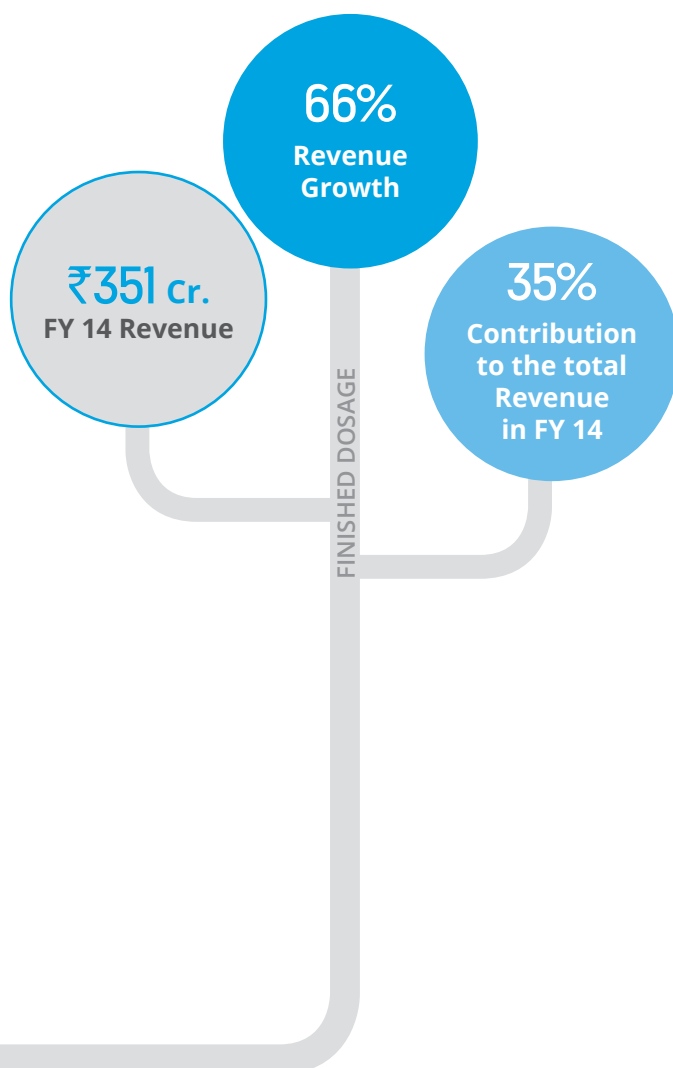 66%
Revenue
Growth
₹351 Cr.
FY 14 Revenue
35%
Contribution
to the total
Revenue
in FY 14
FINISHED DOSAGE